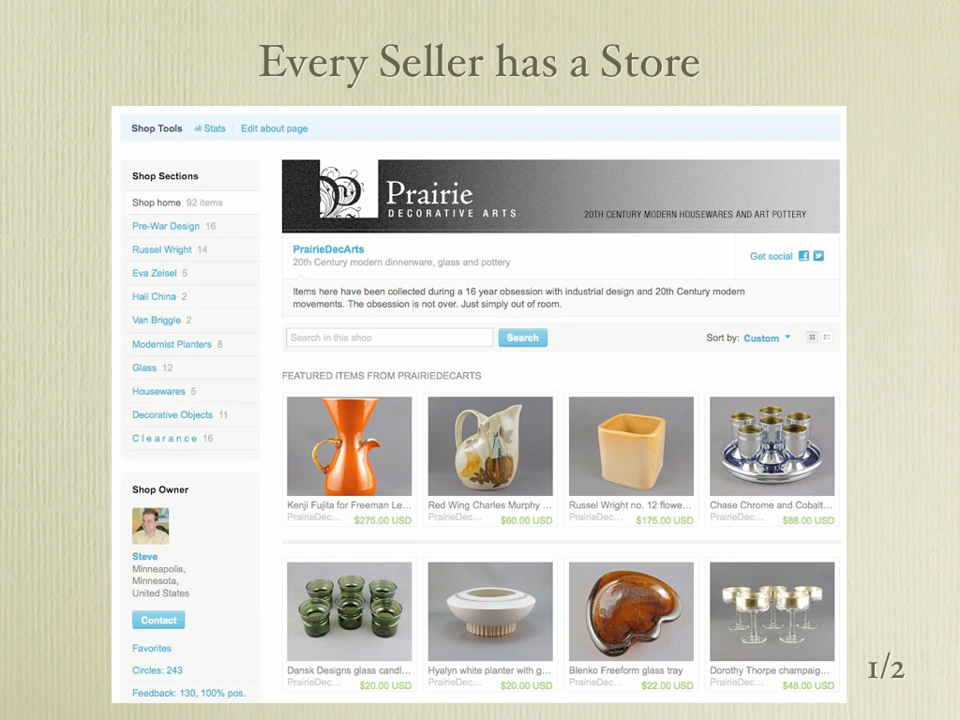 Every Seller has a Store
Shop Tools Stats Edit about page
Shop Sections
Shop home 92 items
Pre-War Design 16
Russel Wright 14
Eva Zeisel 5
Hall China 2
Van Briggle 2
Modernist Planters 8
Glass 12
Housewares 5
Decorative Objects 11
Clearance 16
Shop Owner
Steve
Minneapolis,
Minnesota,
United States
Contact
Favorites
Circles: 243
Feedback: 130, 100% pos.
Prairie
DECORATIVE ARTS
20TH CENTURY MODERN HOUSEWARES AND ART POTTERY
PrairieDecArts
20th Century modern dinnerware, glass and pottery
Get social
Items here have been collected during a 16 year obsession with industrial design and 20th Century modern
movements. The obsession is not over. Just simply out of room.
Search in this shop Search
Sort by: Custom
FEATURED ITEMS FROM PRAIRIEDECARTS
Kenji Fujita for Freeman Le...
PrairieDec... $275.00 USD
Red Wing Charles Murphy ...
PrairieDec... $60.00 USD
Russel Wright no. 12 flowe...
PrairieDec... $175.00 USD
Chase Chrome and Cobalt...
PrairieDec... $88.00 USD
Dansk Designs glass candl...
PrairieDec... $20.00 USD
Hyalyn white planter with g...
PrairieDec... $20.00 USD
Blenko Freeform glass tray
PrairieDec... $22.00 USD
Dorothy Thorpe champaig...
PrairieDec... $48.00 USD
1/2